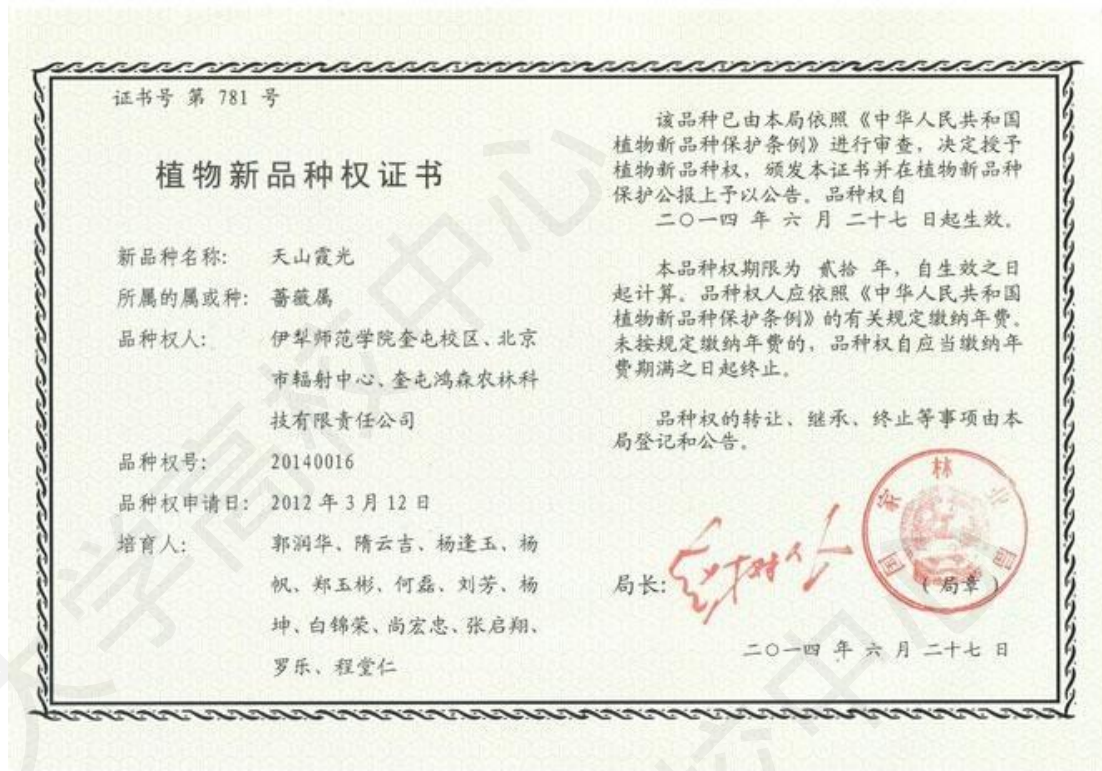 证书号 第 781 号
植物新品种权证书
新品种名称: 天山霞光
所属的属或种: 蔷薇属
品种权人: 伊犁师范学院奎屯校区、北京
市辐射中心、奎屯鸿森农林科
技有限责任公司
品种权号: 20140016
品种权申请日: 2012 年 3 月 12 日
培育人: 郭润华、隋云吉、杨逢玉、杨
帆、郑玉彬、何磊、刘芳、杨
坤、白锦荣、尚宏忠、张启翔、
罗乐、程堂仁
该品种已由本局依照《中华人民共和国
植物新品种保护条例》进行审查，决定授予
植物新品种权，颁发本证书并在植物新品种
保护公报上予以公告。品种权自
二〇一四 年 六 月 二十七 日起生效。
本品种权期限为 贰拾 年，自生效之日
起计算。品种权人应依照《中华人民共和国
植物新品种保护条例》的有关规定缴纳年费。
未按规定缴纳年费的，品种权自应当缴纳年
费期满之日起终止。
品种权的转让、继承、终止等事项由本
局登记和公告。
国家林业局
局长:
(局章)
二〇一四 年 六 月 二十七 日